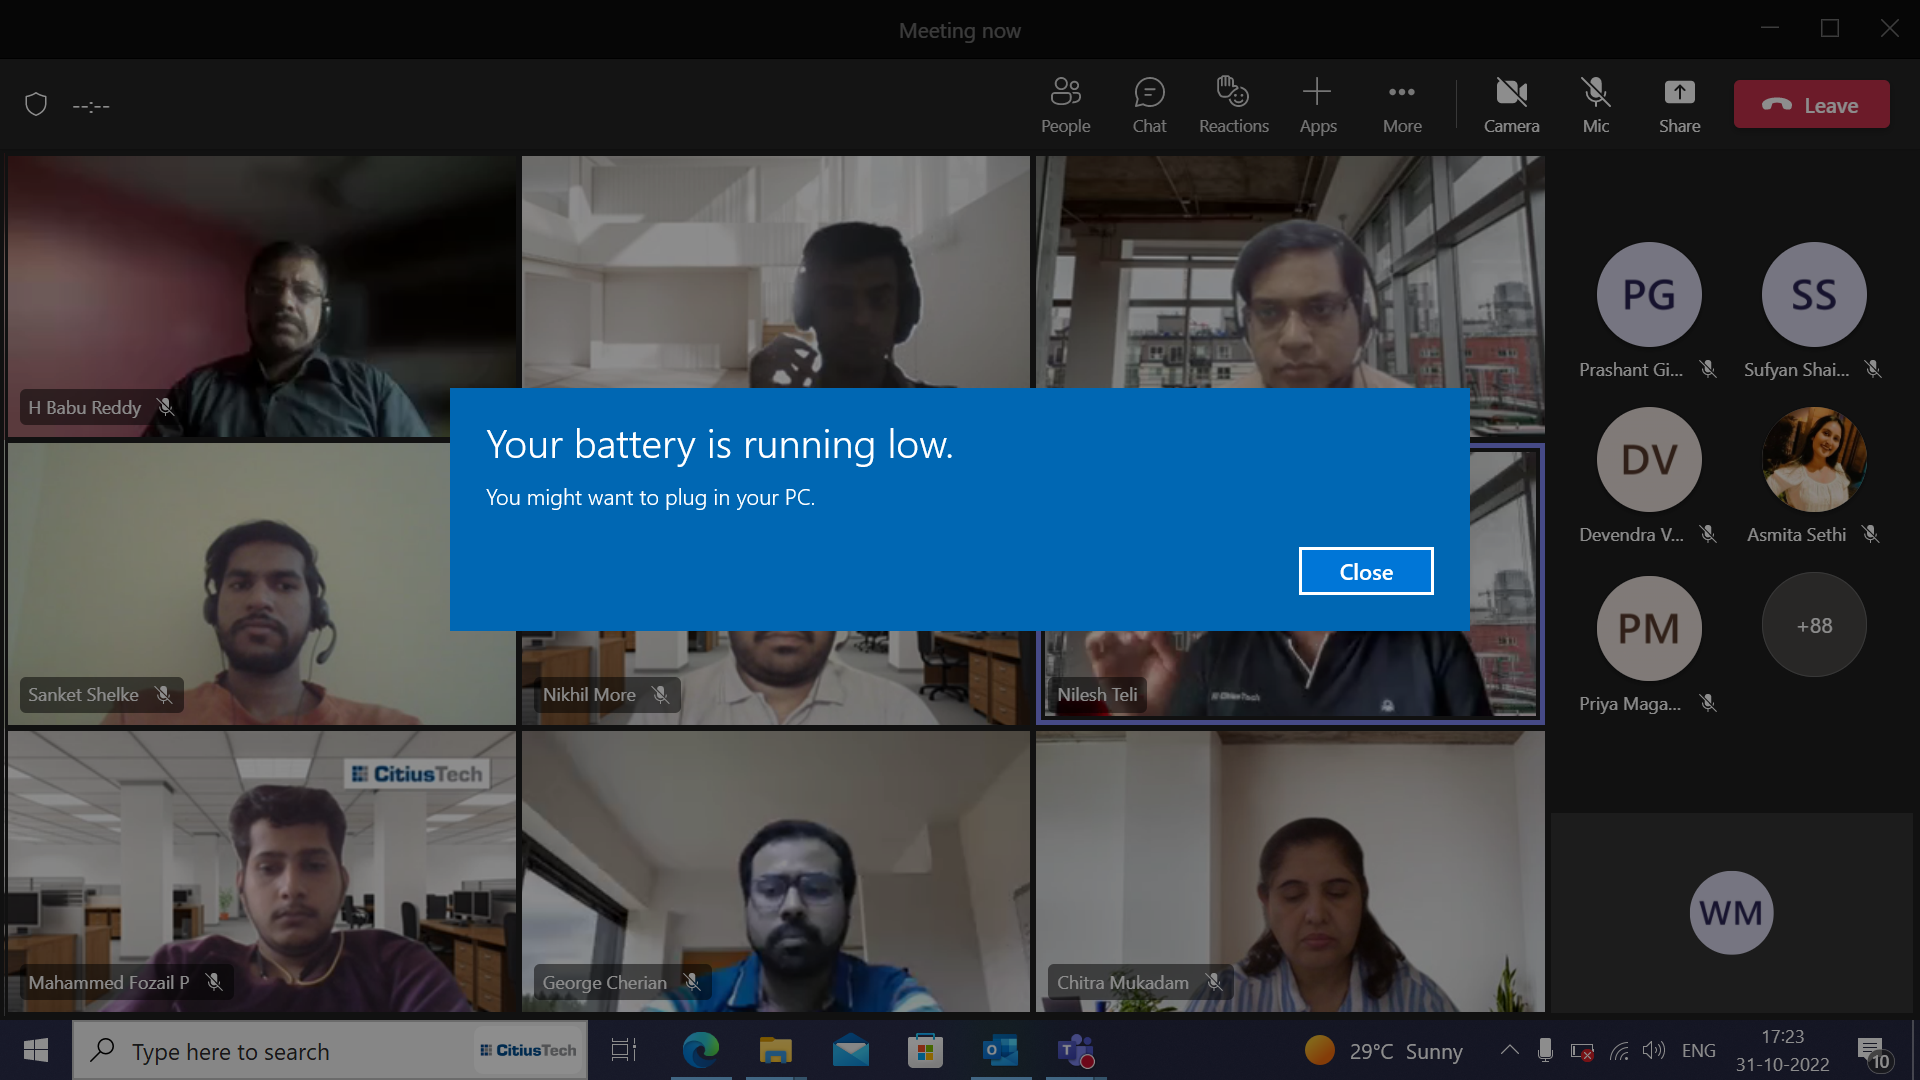 Meeting now
--:--
People
Chat
Reactions
Apps
More
Camera
Mic
Share
Leave
H Babu Reddy
PG
SS
Prashant Gi...
Sufyan Shai...
Your battery is running low.
You might want to plug in your PC.
Close
DV
Devendra V...
Asmita Sethi
PM
+88
Priya Maga...
Sanket Shelke
Nikhil More
Nilesh Teli
CitiusTech
CitiusTech
Mahammed Fozail P
George Cherian
Chitra Mukadam
WM
Type here to search
CitiusTech
29°C Sunny
ENG
17:23
31-10-2022
10